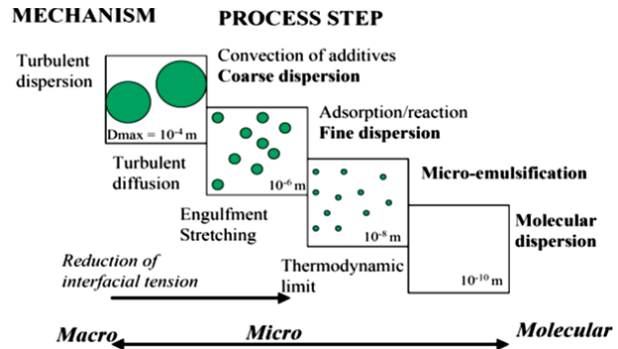 MECHANISM
PROCESS STEP
Turbulent
dispersion
Convection of additives
Coarse dispersion
Dmax = 10⁻⁴ m
Adsorption/reaction
Fine dispersion
Turbulent
diffusion
10⁻⁶ m
Micro-emulsification
Engulfment
Stretching
10⁻⁸ m
Molecular
dispersion
Reduction of
interfacial tension
Thermodynamic
limit
10⁻¹⁰ m
Macro
Micro
Molecular